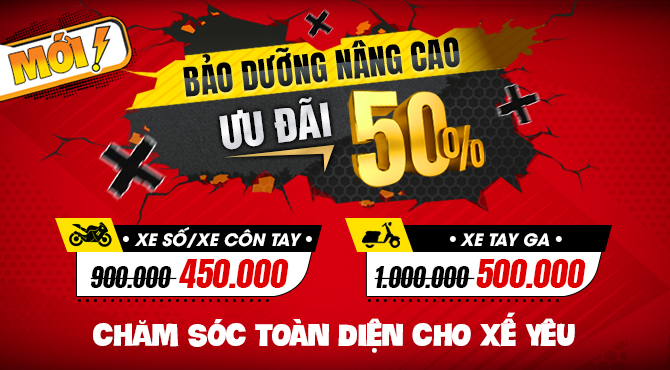 MỚI!
BẢO DƯỠNG NÂNG CAO
ƯU ĐÃI 50%
• XE SỐ/XE CÔN TAY •
900.000 450.000
• XE TAY GA •
1.000.000 500.000
CHĂM SÓC TOÀN DIỆN CHO XẾ YÊU